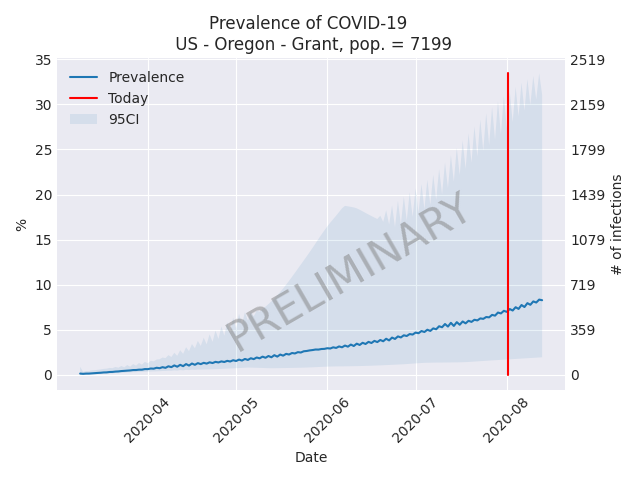 Prevalence of COVID-19
US - Oregon - Grant, pop. = 7199
35
30
25
20
15
10
5
0
%
2519
2159
1799
1439
1079
719
359
0
# of infections
Prevalence
Today
95CI
PRELIMINARY
2020-04
2020-05
2020-06
2020-07
2020-08
Date